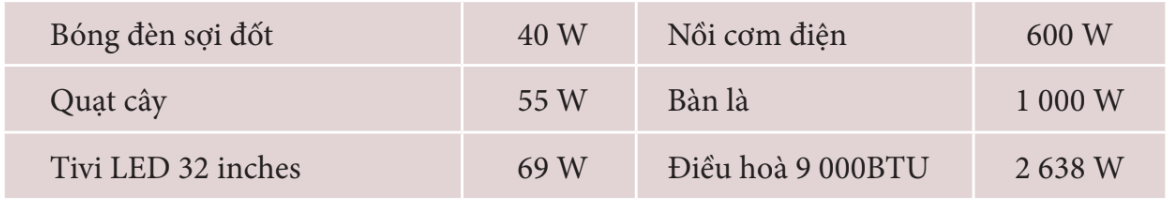 Bóng đèn sợi đốt 40 W Nồi cơm điện 600 W
Quạt cây 55 W Bàn là 1 000 W
Tivi LED 32 inches 69 W Điều hoà 9 000BTU 2 638 W